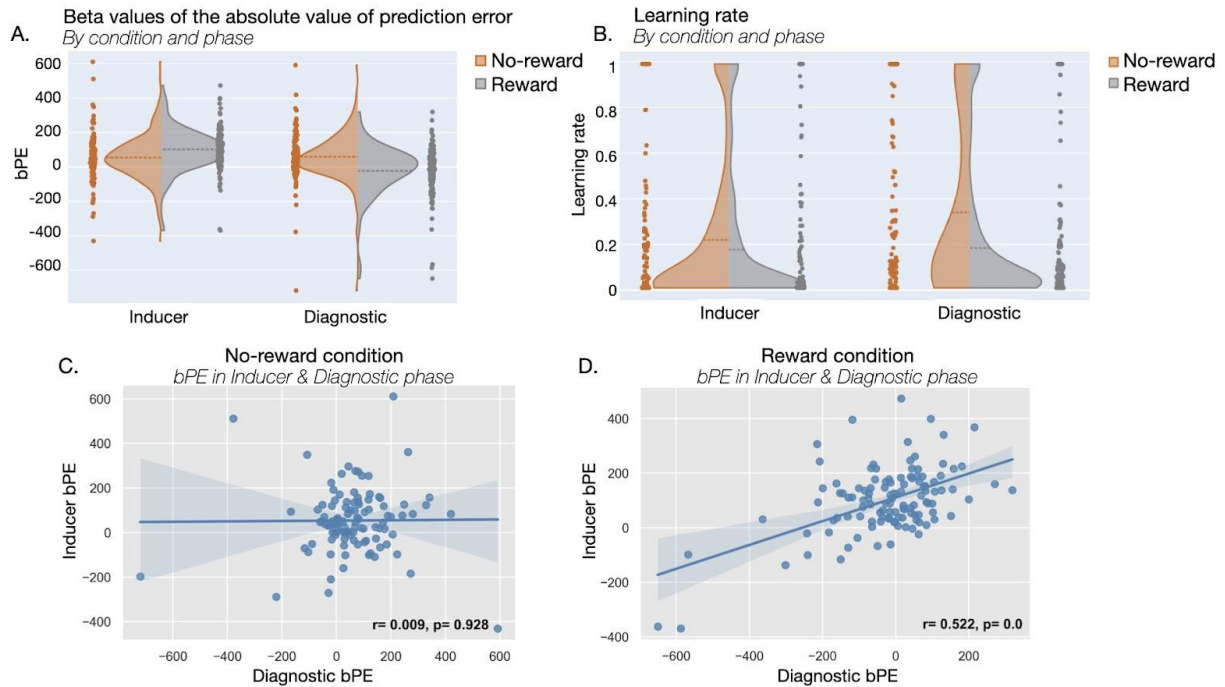 A.
Beta values of the absolute value of prediction error
By condition and phase
No-reward
Reward
bPE
600
400
200
0
-200
-400
-600
Inducer
Diagnostic
B.
Learning rate
By condition and phase
No-reward
Reward
Learning rate
1
0.8
0.6
0.4
0.2
0
Inducer
Diagnostic
C.
No-reward condition
bPE in Inducer & Diagnostic phase
Inducer bPE
600
400
200
0
−200
−400
r= 0.009, p= 0.928
−600 −400 −200 0 200 400 600
Diagnostic bPE
D.
Reward condition
bPE in Inducer & Diagnostic phase
Inducer bPE
400
200
0
−200
−400
r= 0.522, p= 0.0
−600 −400 −200 0 200
Diagnostic bPE